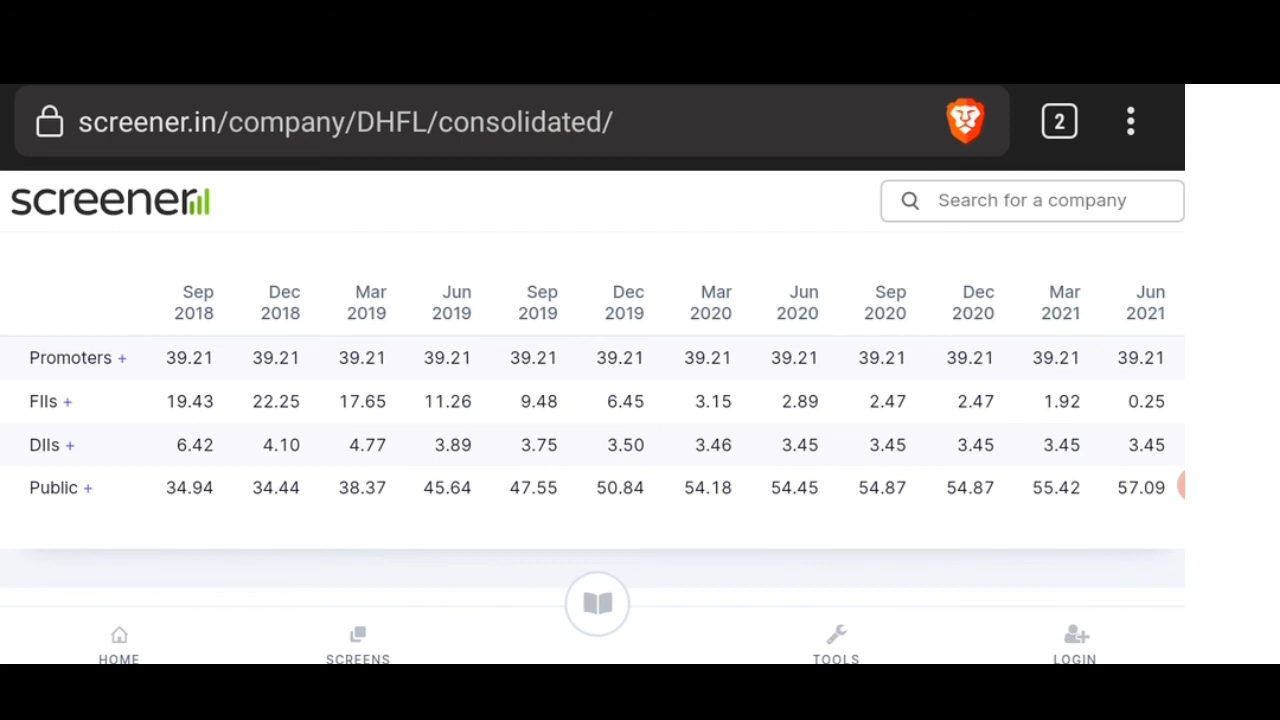 screener.in/company/DHFL/consolidated/
2
screener
Search for a company
Sep 2018 Dec 2018 Mar 2019 Jun 2019 Sep 2019 Dec 2019 Mar 2020 Jun 2020 Sep 2020 Dec 2020 Mar 2021 Jun 2021
Promoters + 39.21 39.21 39.21 39.21 39.21 39.21 39.21 39.21 39.21 39.21 39.21 39.21
FIIs + 19.43 22.25 17.65 11.26 9.48 6.45 3.15 2.89 2.47 2.47 1.92 0.25
DIIs + 6.42 4.10 4.77 3.89 3.75 3.50 3.46 3.45 3.45 3.45 3.45 3.45
Public + 34.94 34.44 38.37 45.64 47.55 50.84 54.18 54.45 54.87 54.87 55.42 57.09
HOME SCREENS TOOLS LOGIN